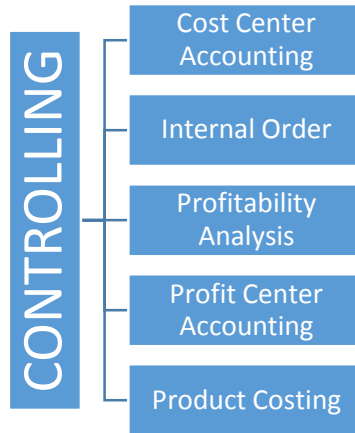 CONTROLLING
Cost Center
Accounting
Internal Order
Profitability
Analysis
Profit Center
Accounting
Product Costing